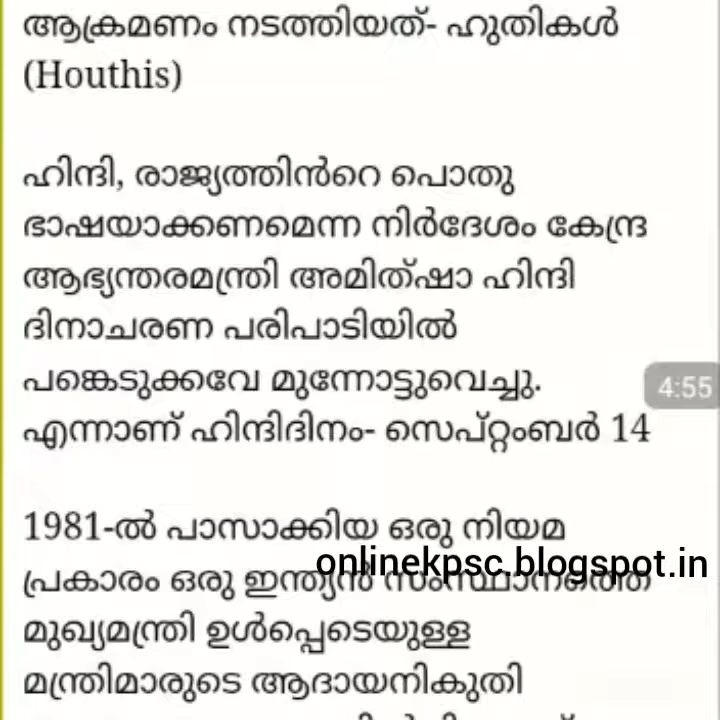 ആക്രമണം നടത്തിയത്- ഹൂതികൾ
(Houthis)
ഹിന്ദി, രാജ്യത്തിൻറെ പൊതു
ഭാഷയാക്കണമെന്ന നിർദേശം കേന്ദ്ര
ആഭ്യന്തരമന്ത്രി അമിത്ഷാ ഹിന്ദി
ദിനാചരണ പരിപാടിയിൽ
പങ്കെടുക്കവേ മുന്നോട്ടുവെച്ചു.
4:55
എന്നാണ് ഹിന്ദിദിനം- സെപ്റ്റംബർ 14
1981-ൽ പാസാക്കിയ ഒരു നിയമ
onlinekpsc.blogspot.in
പ്രകാരം ഒരു ഇന്ത്യൻ സംസ്ഥാനത്തെ
മുഖ്യമന്ത്രി ഉൾപ്പെടെയുള്ള
മന്ത്രിമാരുടെ ആദായനികുതി